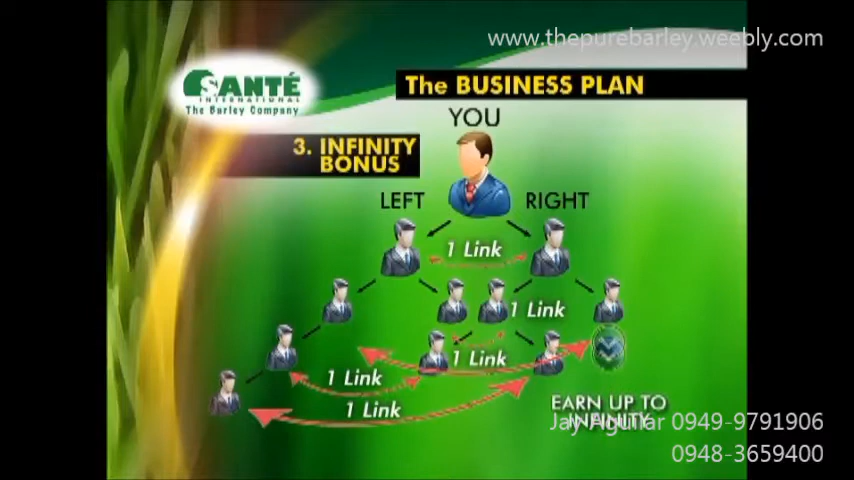 www.thepurebarley.weebly.com
SANTÉ
INTERNATIONAL
The Barley Company
The BUSINESS PLAN
YOU
3. INFINITY
BONUS
LEFT
RIGHT
1 Link
1 Link
1 Link
1 Link
1 Link
EARN UP TO
INFINITY
Jay Aguilar 0949-9791906
0948-3659400